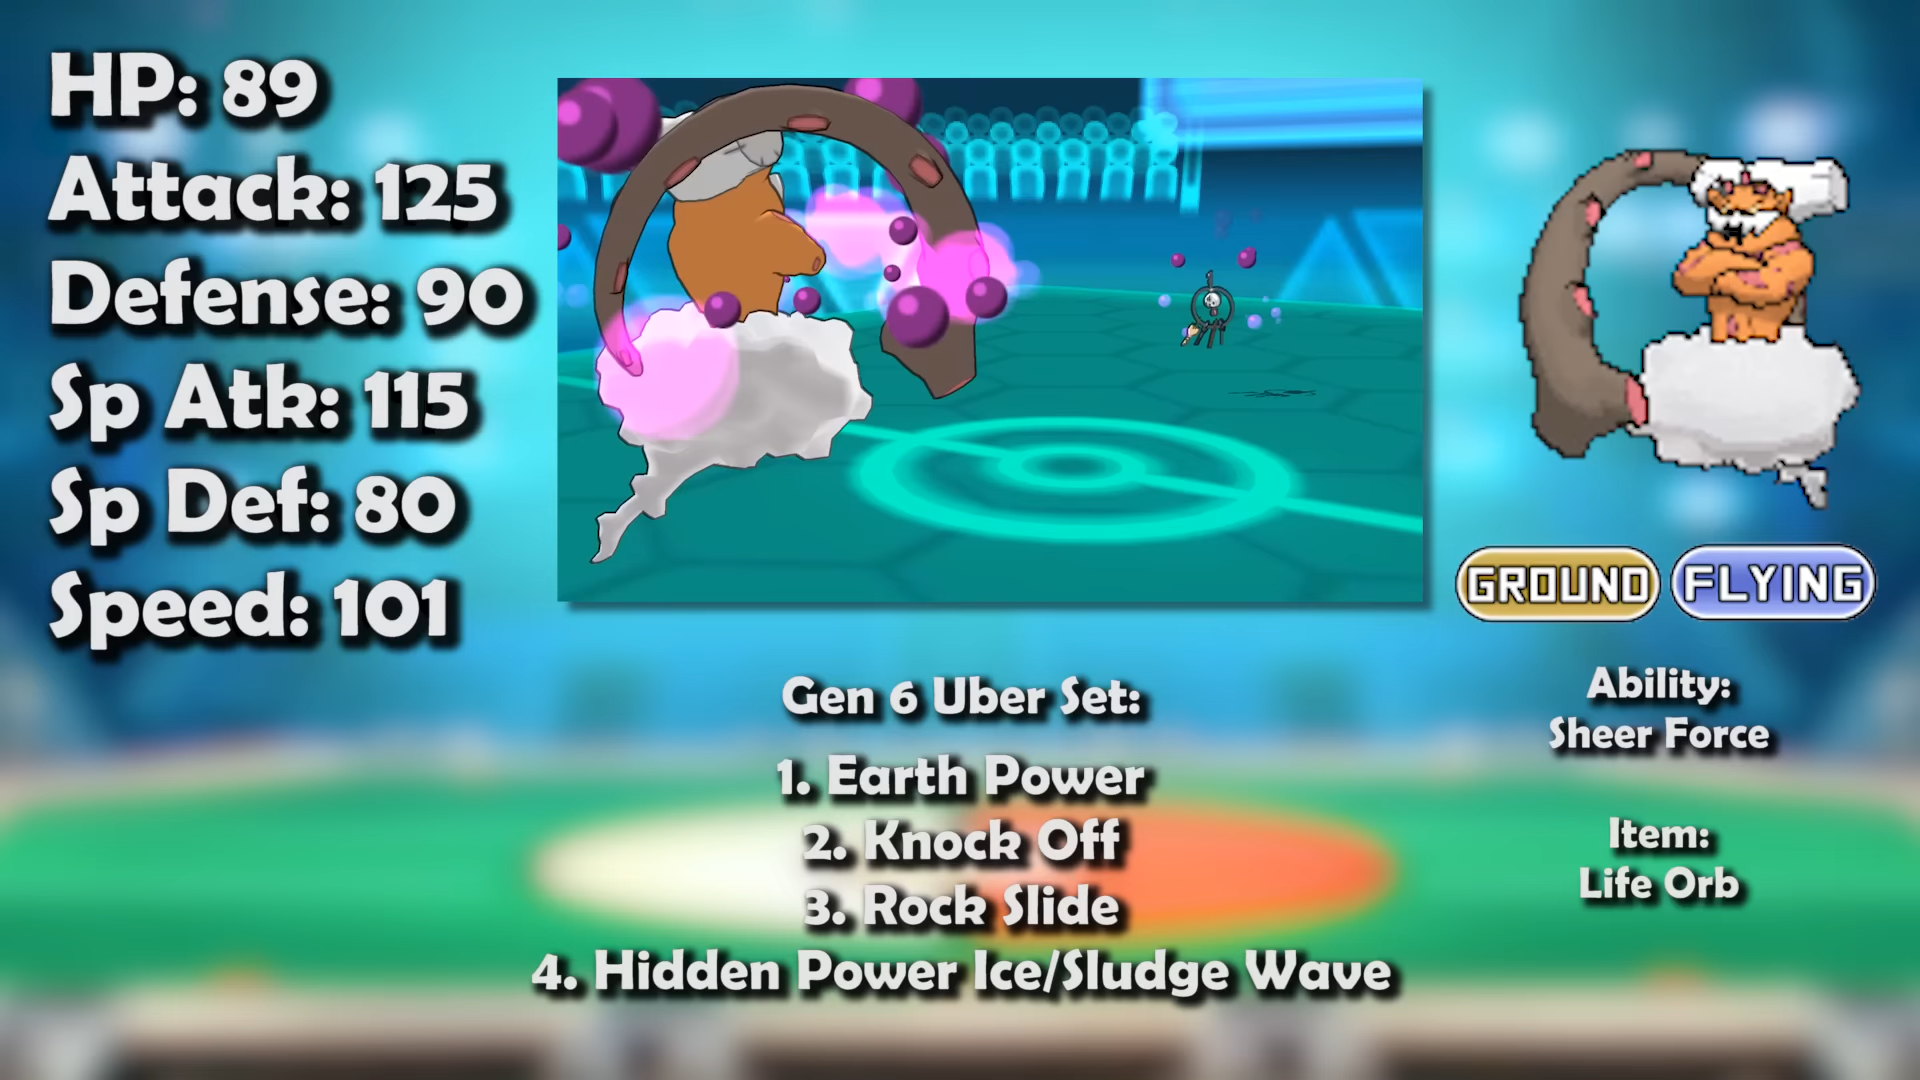 HP: 89
Attack: 125
Defense: 90
Sp Atk: 115
Sp Def: 80
Speed: 101
GROUND FLYING
Gen 6 Uber Set:
1. Earth Power
2. Knock Off
3. Rock Slide
4. Hidden Power Ice/Sludge Wave
Ability:
Sheer Force
Item:
Life Orb